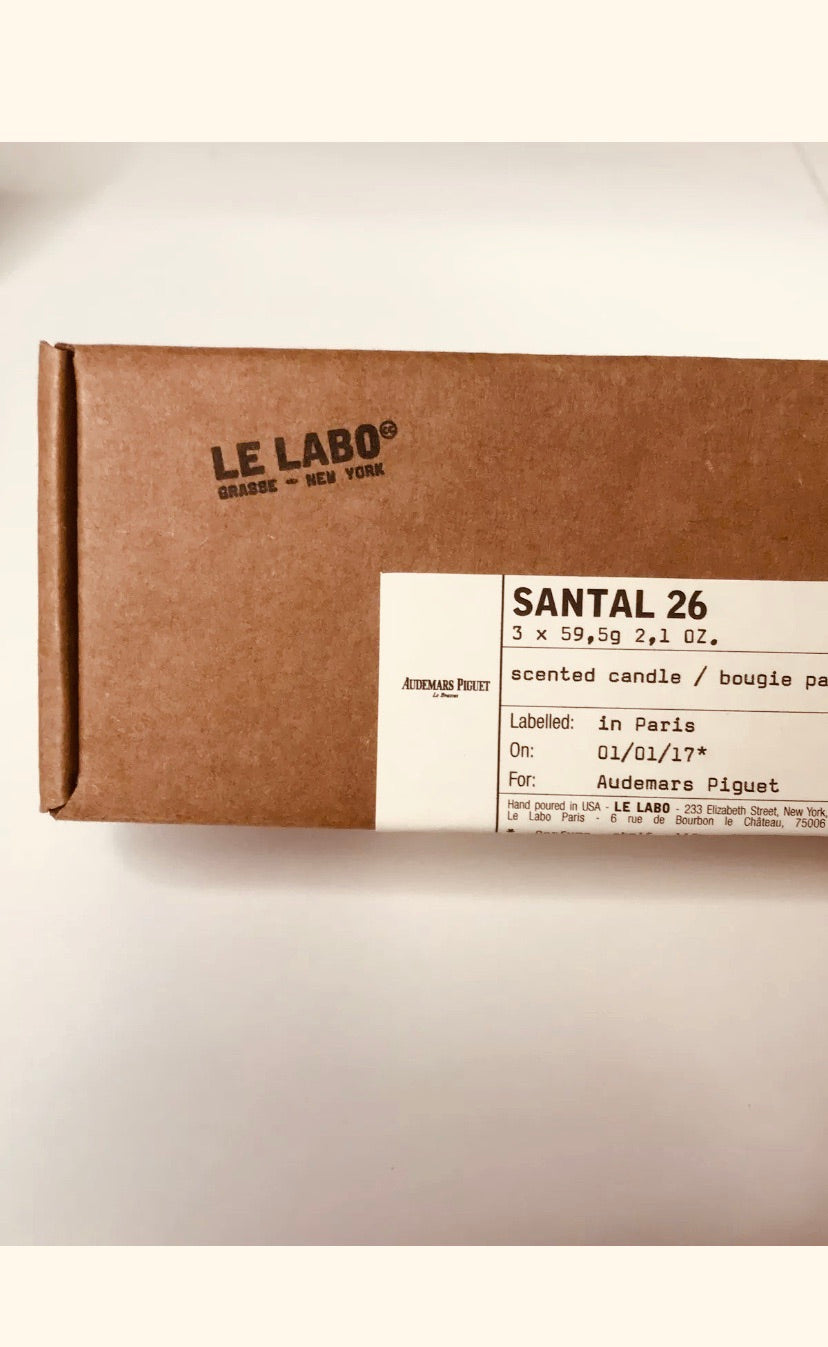 LE LABO
GRASSE - NEW YORK
SANTAL 26
3 x 59,5g 2,1 OZ.
scented candle / bougie pa
AUDEMARS PIGUET
Le Brassus
Labelled: in Paris
On: 01/01/17*
For: Audemars Piguet
Hand poured in USA - LE LABO - 233 Elizabeth Street, New York,
Le Labo Paris - 6 rue de Bourbon le Château, 75006